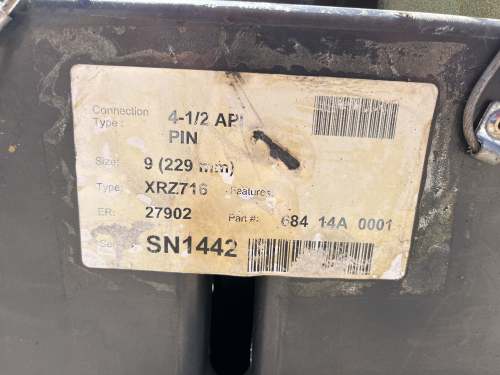 Connection 4-1/2 API
Type: PIN
Size: 9 (229 mm)
Type: XRZ716 Features:
ER: 27902 Part #: 684 14A 0001
Serial SN1442